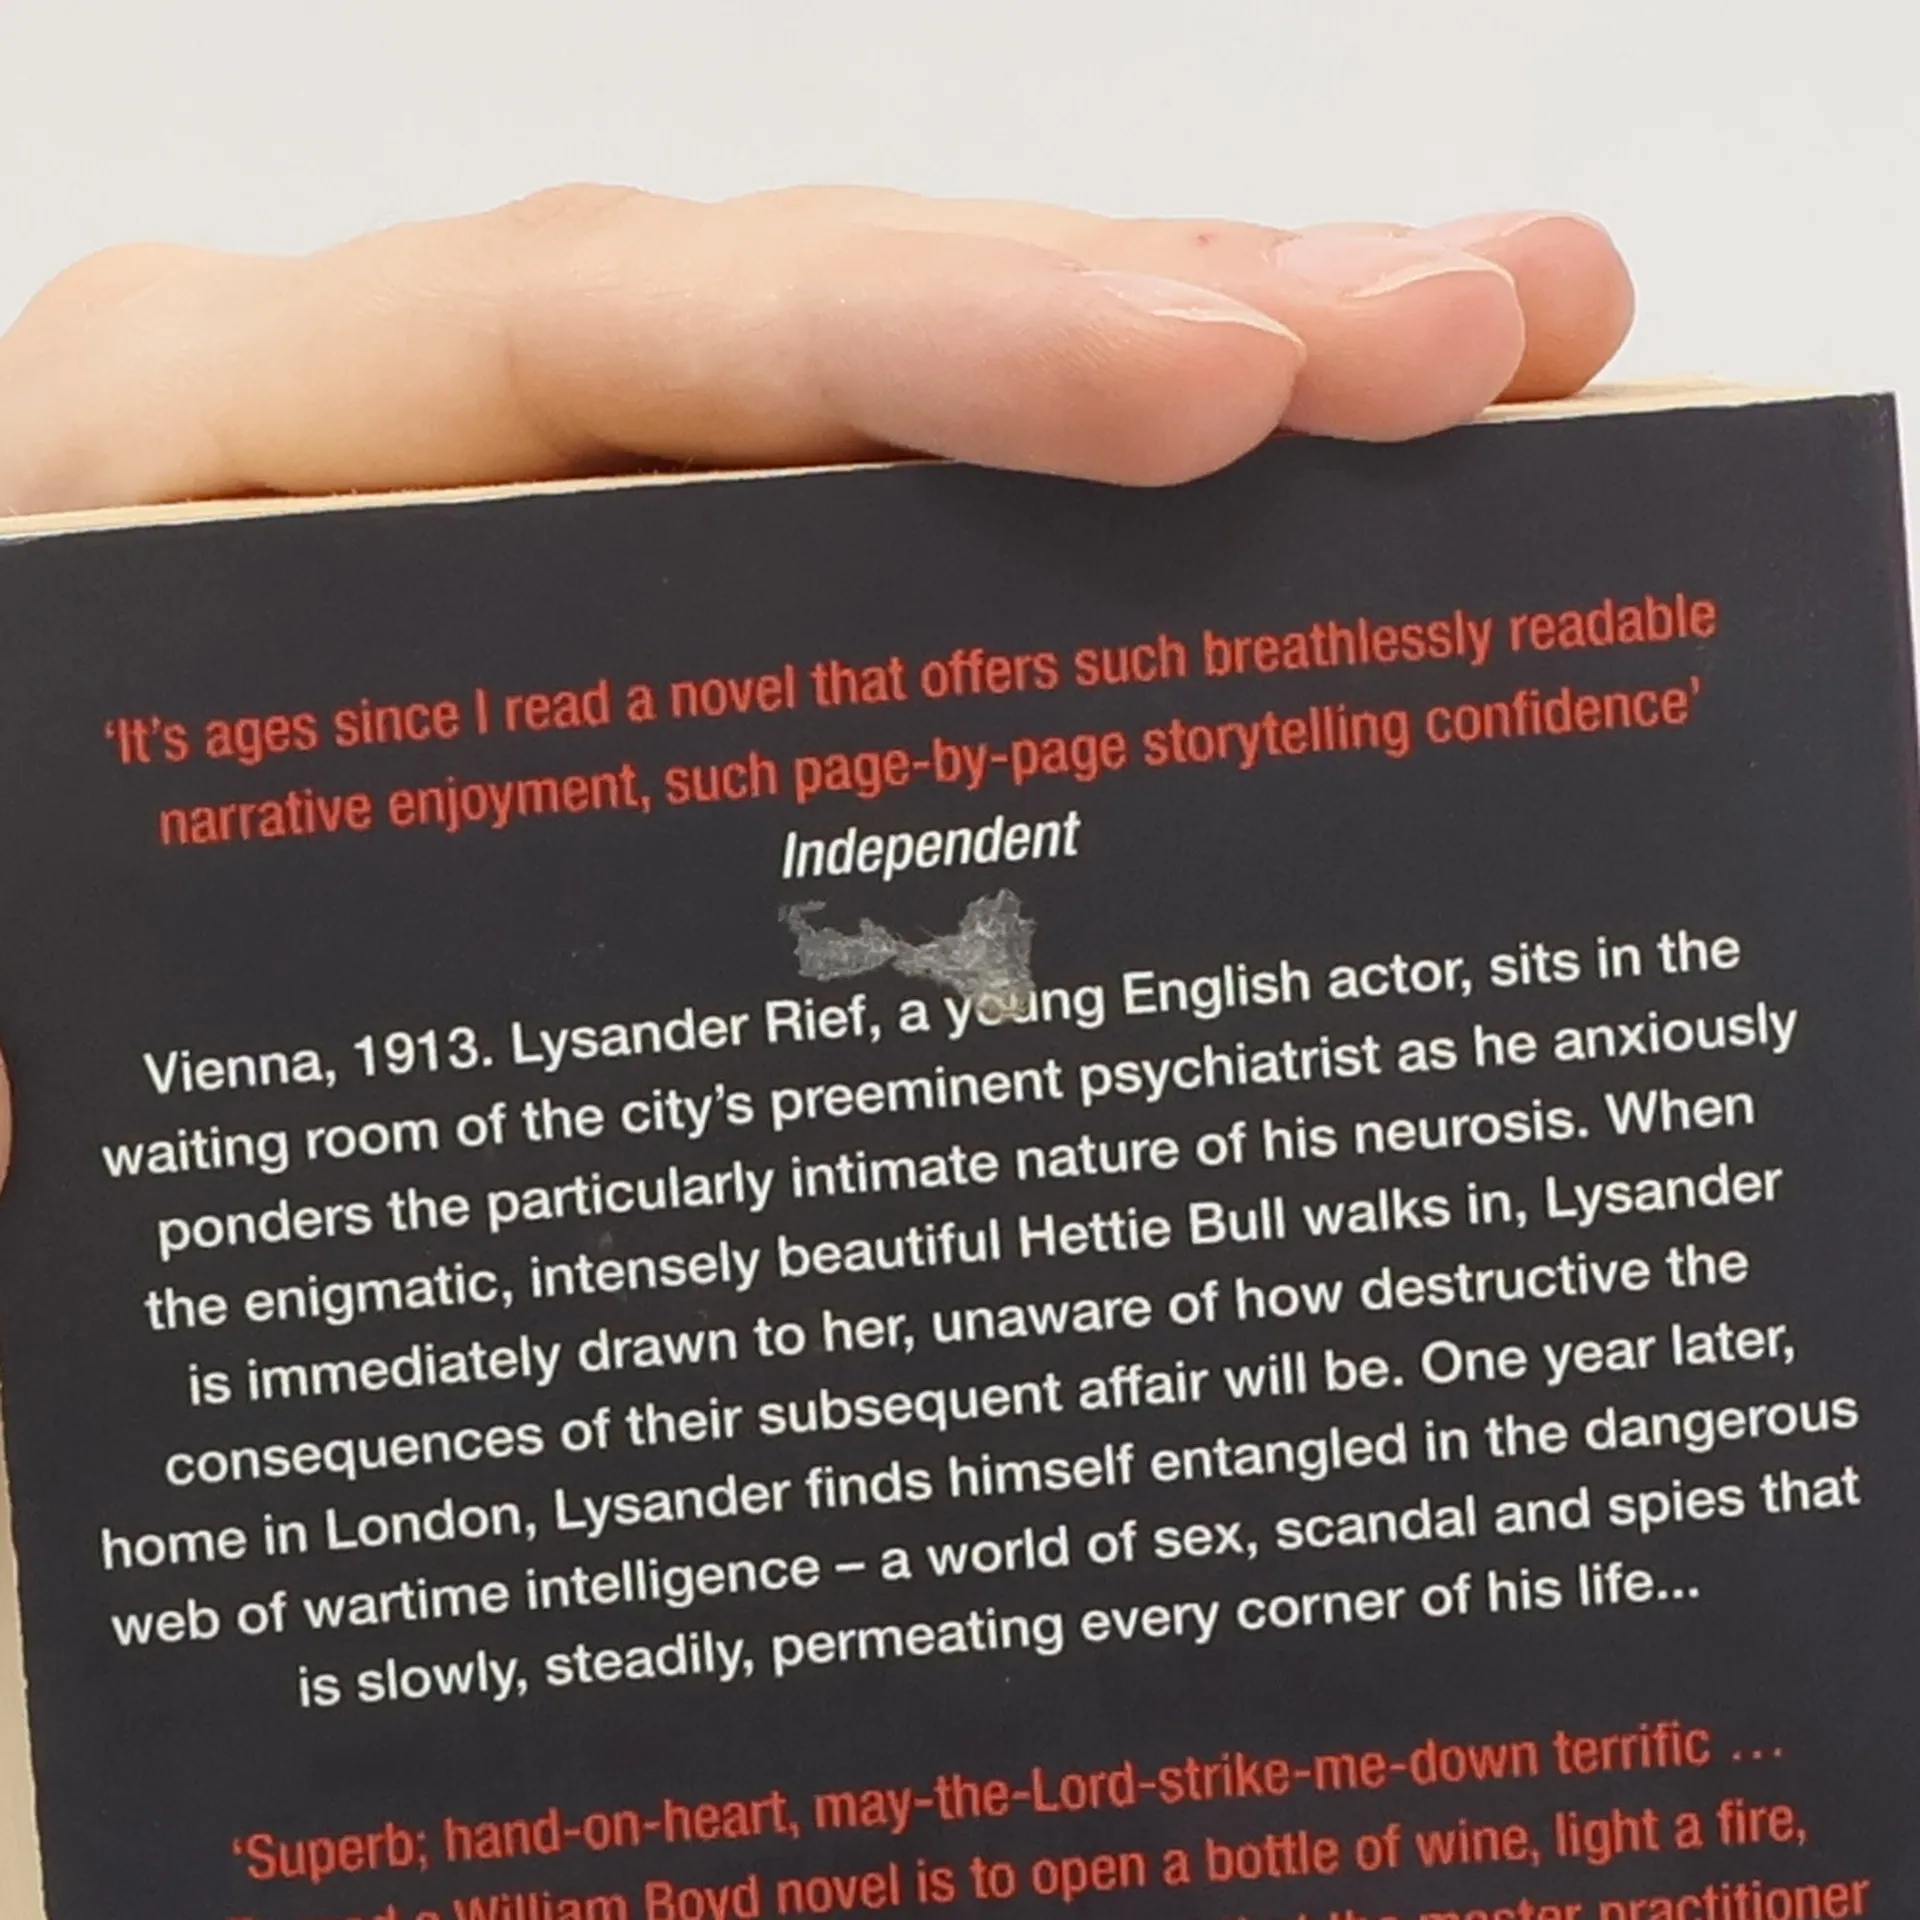 ‘It’s ages since I read a novel that offers such breathlessly readable
narrative enjoyment, such page-by-page storytelling confidence’
Independent
Vienna, 1913. Lysander Rief, a young English actor, sits in the
waiting room of the city’s preeminent psychiatrist as he anxiously
ponders the particularly intimate nature of his neurosis. When
the enigmatic, intensely beautiful Hettie Bull walks in, Lysander
is immediately drawn to her, unaware of how destructive the
consequences of their subsequent affair will be. One year later,
home in London, Lysander finds himself entangled in the dangerous
web of wartime intelligence – a world of sex, scandal and spies that
is slowly, steadily, permeating every corner of his life...
‘Superb; hand-on-heart, may-the-Lord-strike-me-down terrific ...
a William Boyd novel is to open a bottle of wine, light a fire,
the master practitioner